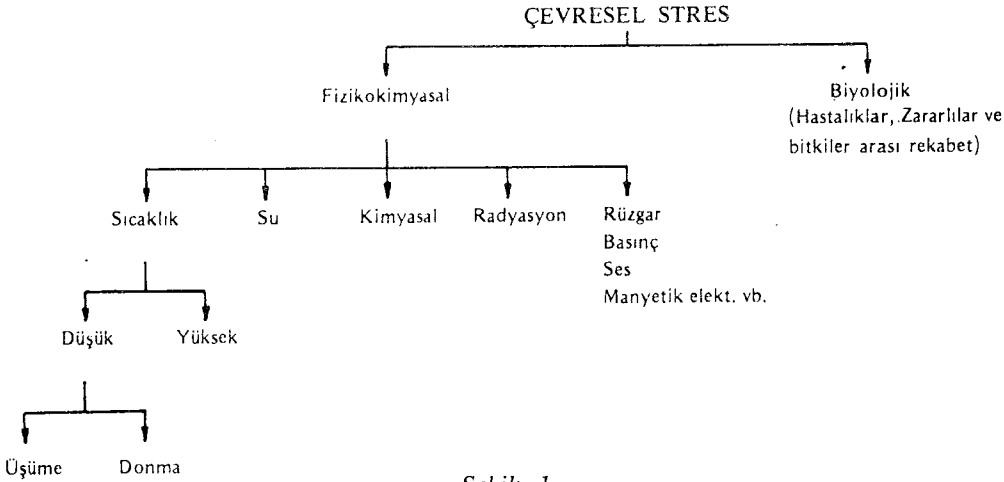 ÇEVRESEL STRES
Fizikokimyasal
Biyolojik
(Hastalıklar, Zararlılar ve
bitkiler arası rekabet)
Sıcaklık
Su
Kimyasal
Radyasyon
Rüzgar
Basınç
Ses
Manyetik elekt. vb.
Düşük
Yüksek
Üşüme
Donma